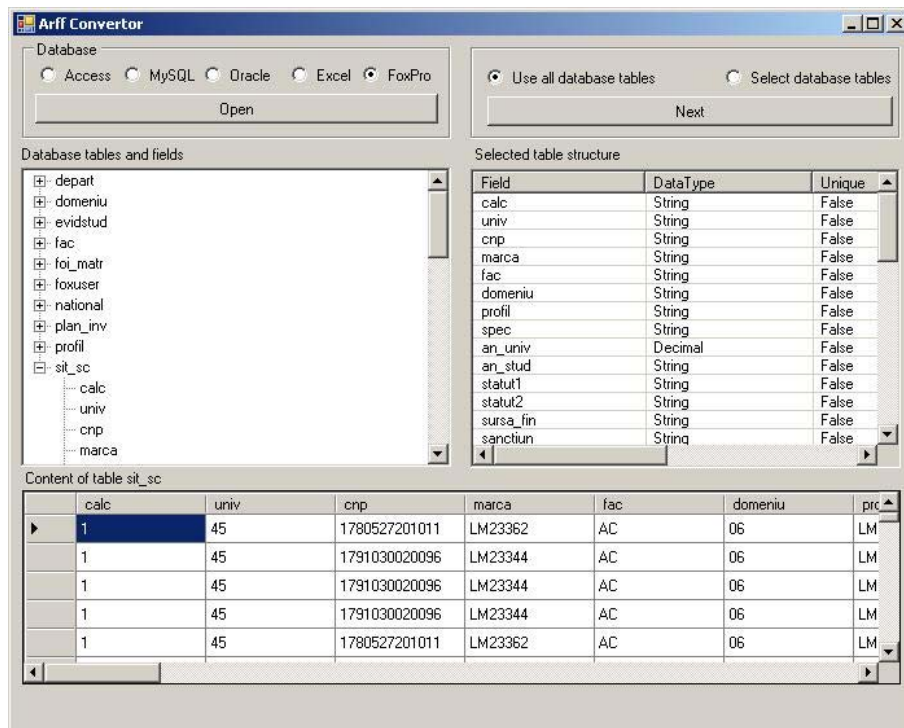 Arff Convertor
Database
Access MySQL Oracle Excel FoxPro
Open
Use all database tables Select database tables
Next
Database tables and fields
depart
domeniu
evidstud
fac
foi_matr
foxuser
national
plan_inv
profil
sit_sc
calc
univ
cnp
marca
Selected table structure
Field DataType Unique
calc String False
univ String False
cnp String False
marca String False
fac String False
domeniu String False
profil String False
spec String False
an_univ Decimal False
an_stud String False
statut1 String False
statut2 String False
sursa_fin String False
sanctiun String False
Content of table sit_sc
calc univ cnp marca fac domeniu prc
1 45 1780527201011 LM23362 AC 06 LM
1 45 1791030020096 LM23344 AC 06 LM
1 45 1791030020096 LM23344 AC 06 LM
1 45 1791030020096 LM23344 AC 06 LM
1 45 1780527201011 LM23362 AC 06 LM